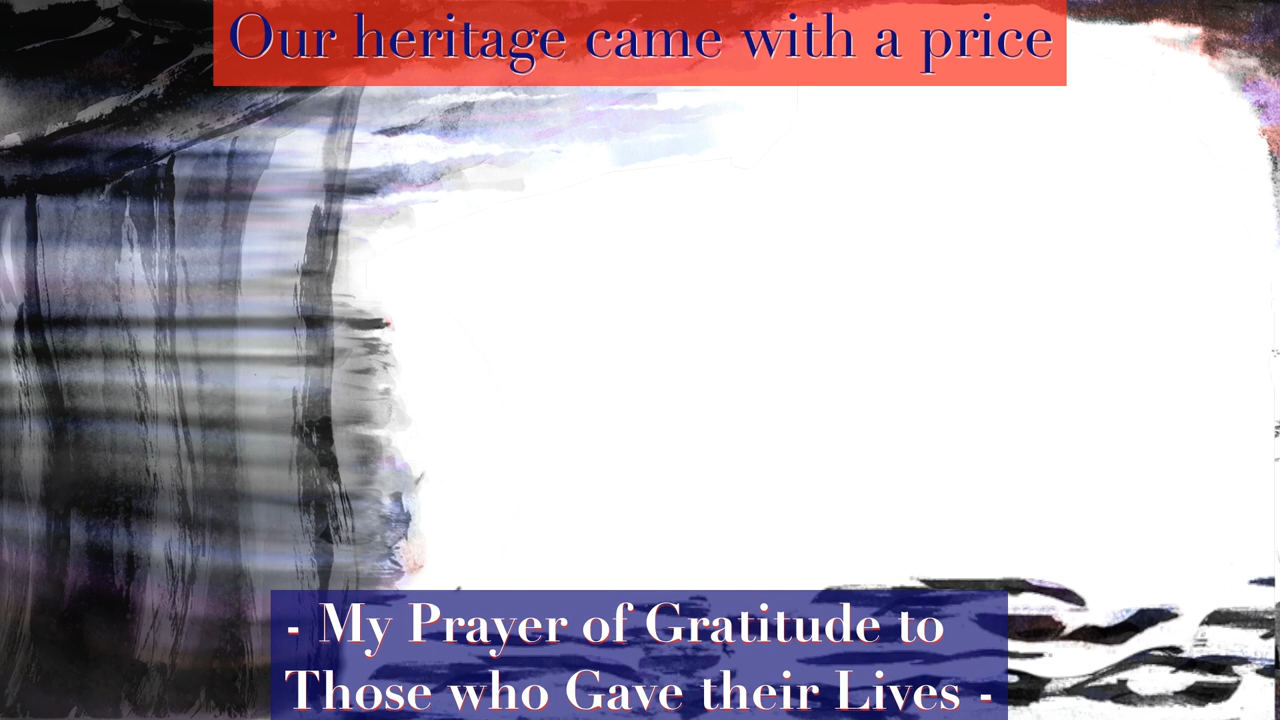 Our heritage came with a price
- My Prayer of Gratitude to
Those who Gave their Lives -